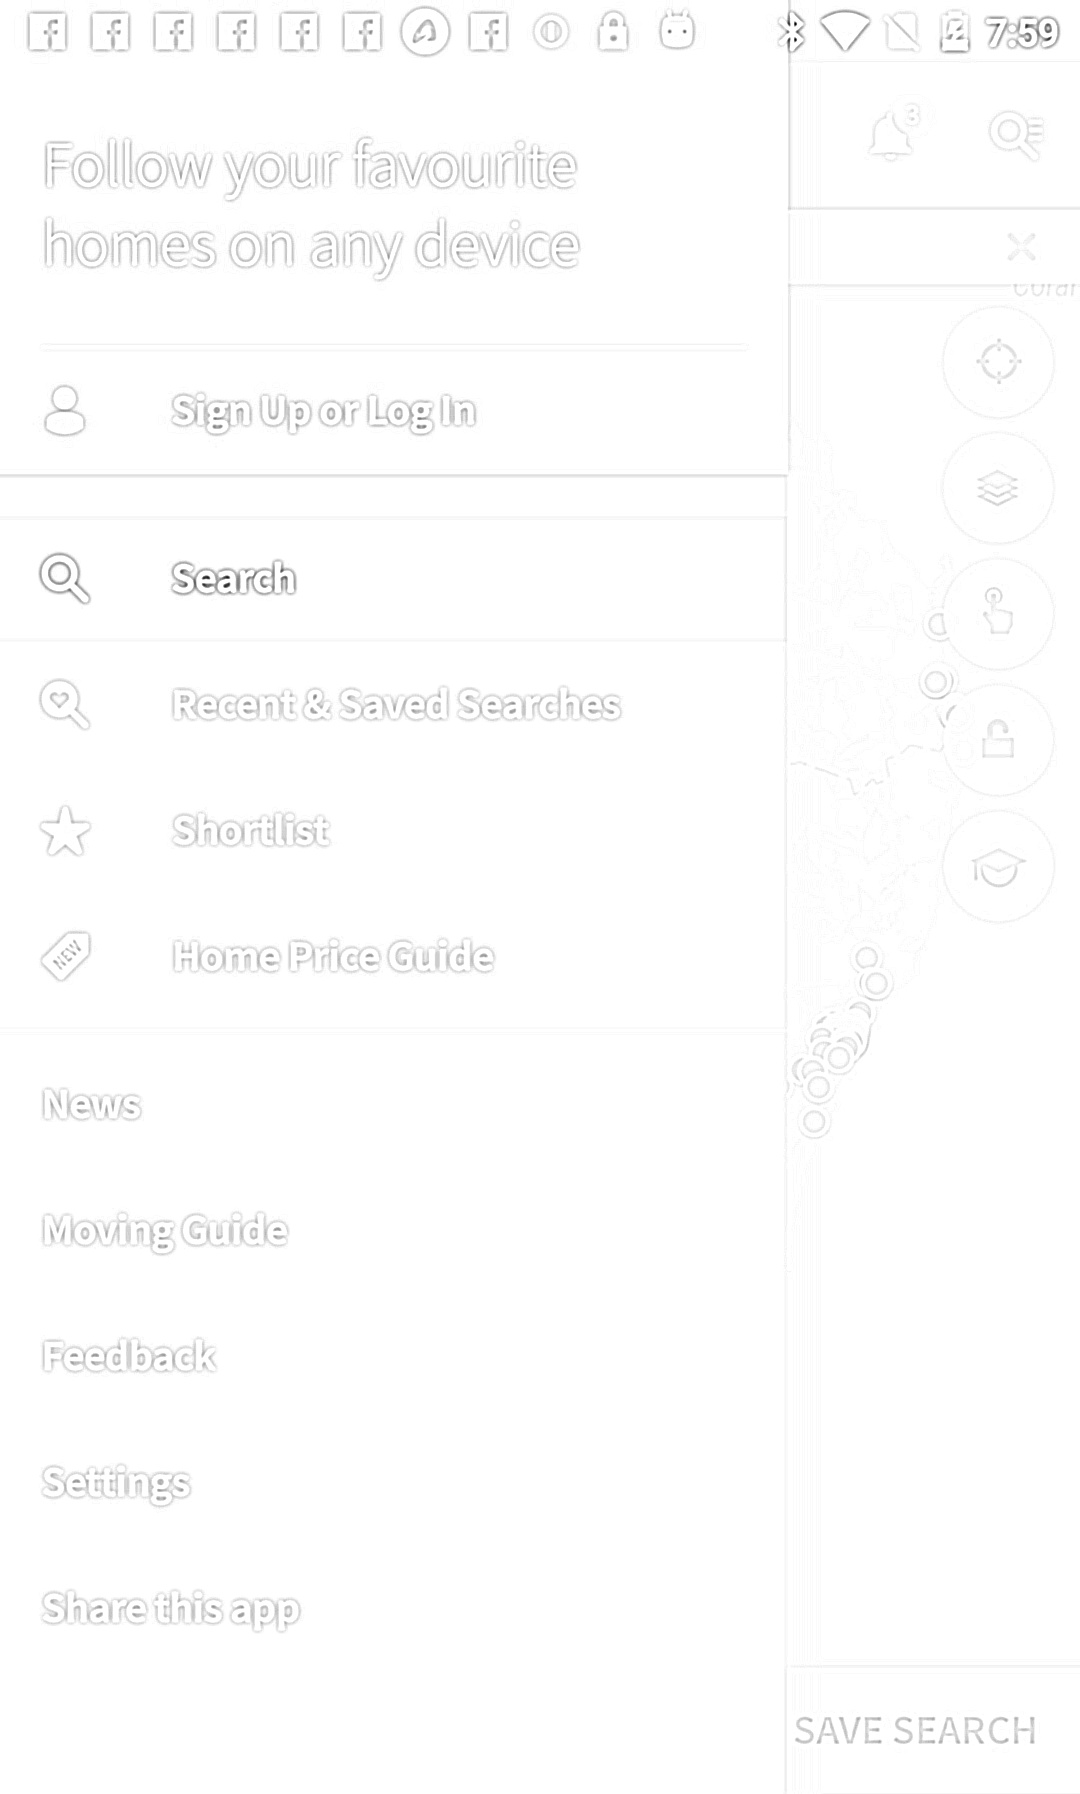 7:59
3
Follow your favourite
homes on any device
Sign Up or Log In
Search
Recent & Saved Searches
Shortlist
NEW
Home Price Guide
News
Moving Guide
Feedback
Settings
Share this app
SAVE SEARCH